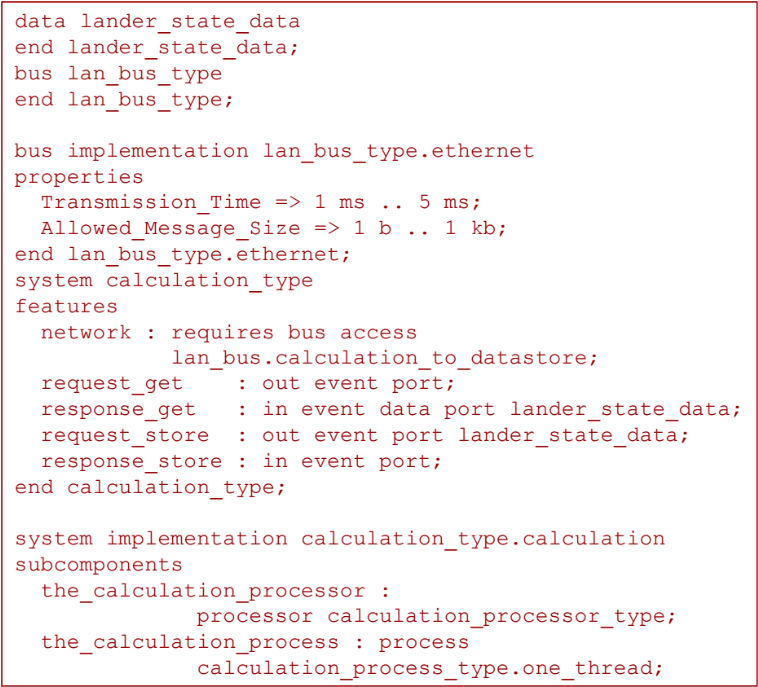 data lander_state_data
end lander_state_data;
bus lan_bus_type
end lan_bus_type;

bus implementation lan_bus_type.ethernet
properties
  Transmission_Time => 1 ms .. 5 ms;
  Allowed_Message_Size => 1 b .. 1 kb;
end lan_bus_type.ethernet;
system calculation_type
features
  network : requires bus access
            lan_bus.calculation_to_datastore;
  request_get    : out event port;
  response_get   : in event data port lander_state_data;
  request_store  : out event port lander_state_data;
  response_store : in event port;
end calculation_type;

system implementation calculation_type.calculation
subcomponents
  the_calculation_processor :
              processor calculation_processor_type;
  the_calculation_process : process
              calculation_process_type.one_thread;